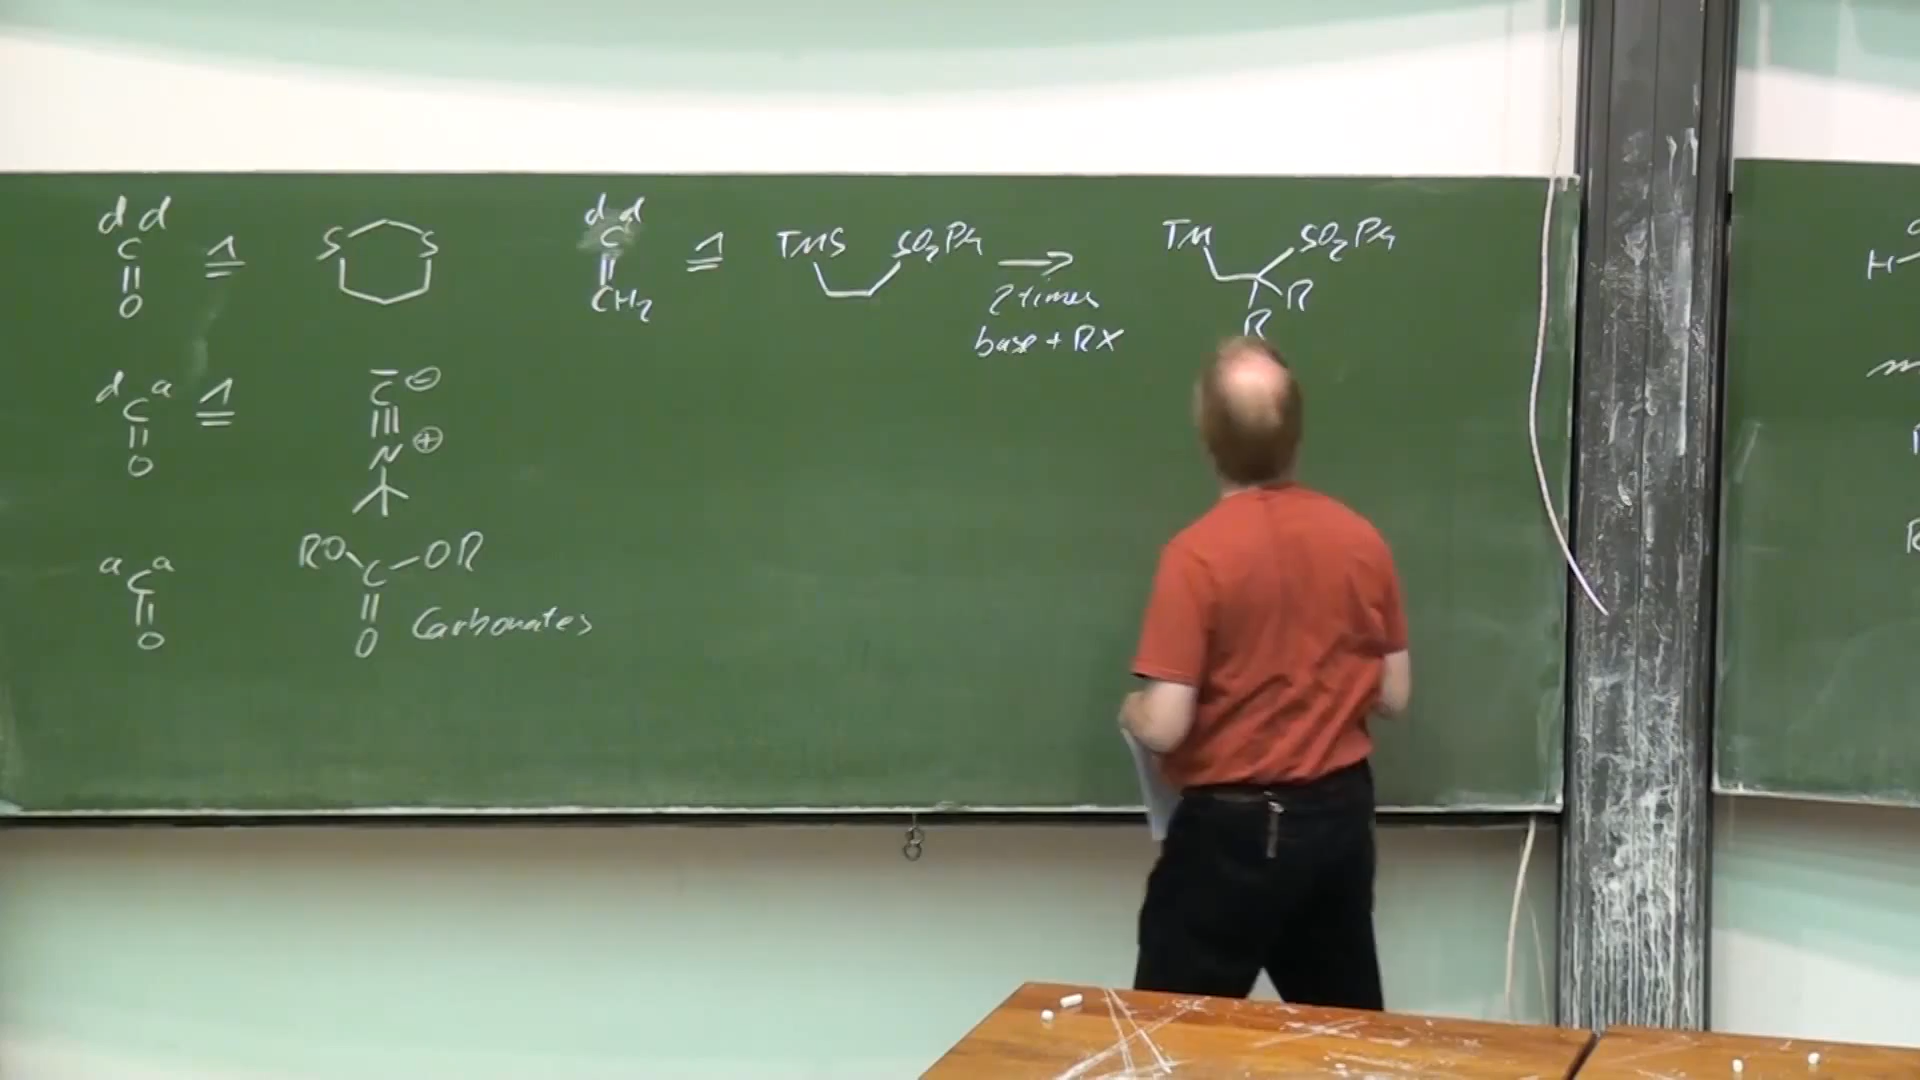 d d
C
O
S S
d d
C
CH2
TMS SO2Ph
2 times
base + RX
TM SO2Ph
R
R
d C a
O
C ⊖
N ⊕
a C a
O
RO C OR
O
Carbonates
H
R